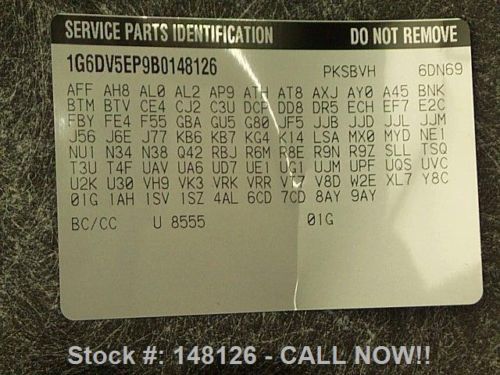 SERVICE PARTS IDENTIFICATION DO NOT REMOVE
1G6DV5EP9B0148126 PKSBVH 6DN69
AFF AH8 AL0 AL2 AP9 ATH AT8 AXJ AY0 A45 BNK
BTM BTV CE4 CJ2 C3U DCP DD8 DR5 ECH EF7 E2C
FBY FE4 F55 GBA GU5 G80 JF5 JJB JJD JJL JJM
J56 J6E J77 KB6 KB7 KG4 K14 LSA MX0 MYD NE1
NU1 N34 N38 Q42 RBJ R6M R8E R9N R9Z SLL TSQ
T3U T4F UAV UA6 UD7 UE1 UG1 UJM UPF UQS UVC
U2K U30 VH9 VK3 VRK VRR VT7 V8D W2E XL7 Y8C
01G 1AH 1SV 1SZ 4AL 6CD 7CD 8AY 9AY
BC/CC U 8555 01G
Stock #: 148126 - CALL NOW!!